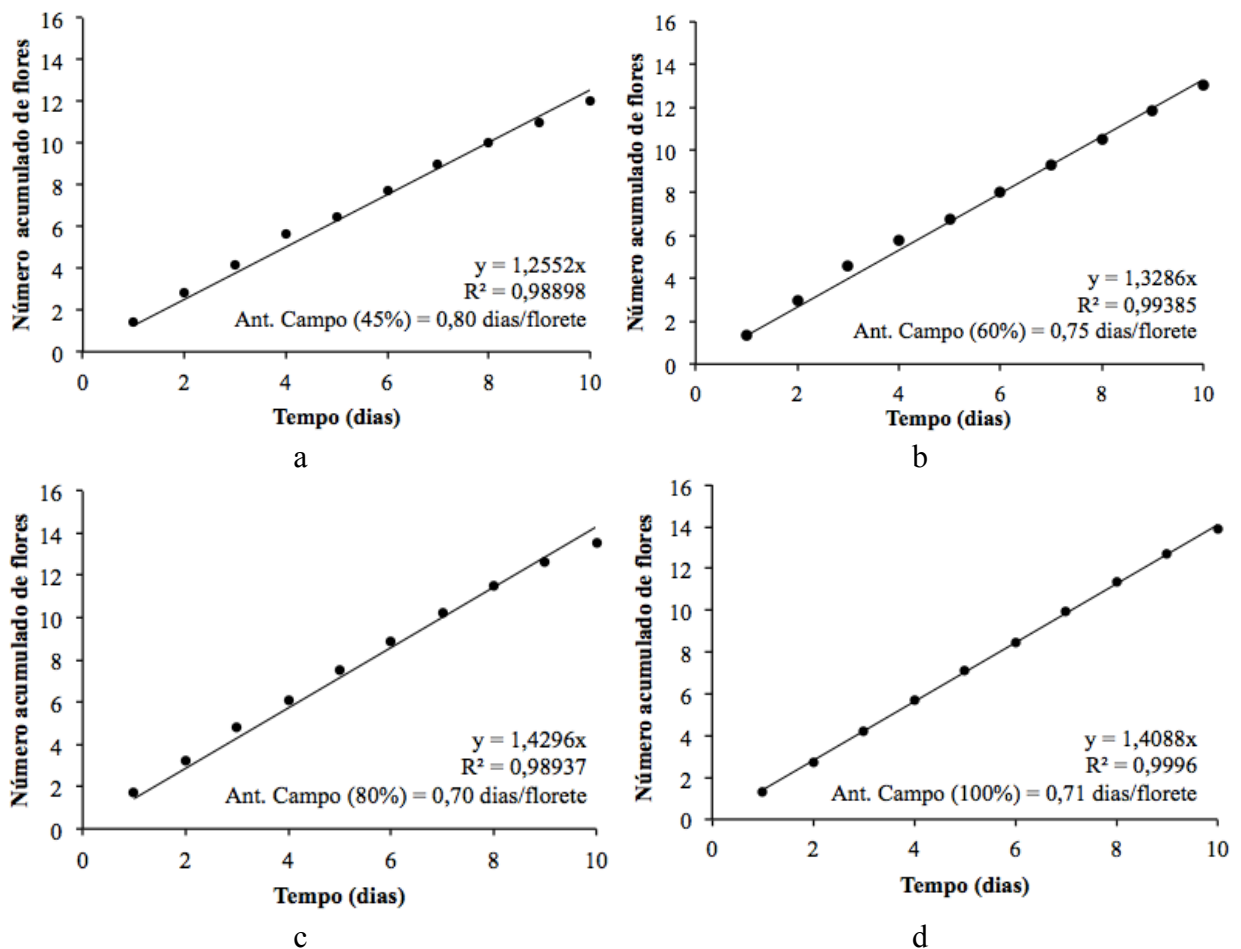 Número acumulado de flores
16
14
12
10
8
6
4
2
0
0 2 4 6 8 10
y = 1,2552x
R² = 0,98898
Ant. Campo (45%) = 0,80 dias/florete
Tempo (dias)
a
Número acumulado de flores
16
14
12
10
8
6
4
2
0
0 2 4 6 8 10
y = 1,3286x
R² = 0,99385
Ant. Campo (60%) = 0,75 dias/florete
Tempo (dias)
b
Número acumulado de flores
16
14
12
10
8
6
4
2
0
0 2 4 6 8 10
y = 1,4296x
R² = 0,98937
Ant. Campo (80%) = 0,70 dias/florete
Tempo (dias)
c
Número acumulado de flores
16
14
12
10
8
6
4
2
0
0 2 4 6 8 10
y = 1,4088x
R² = 0,9996
Ant. Campo (100%) = 0,71 dias/florete
Tempo (dias)
d